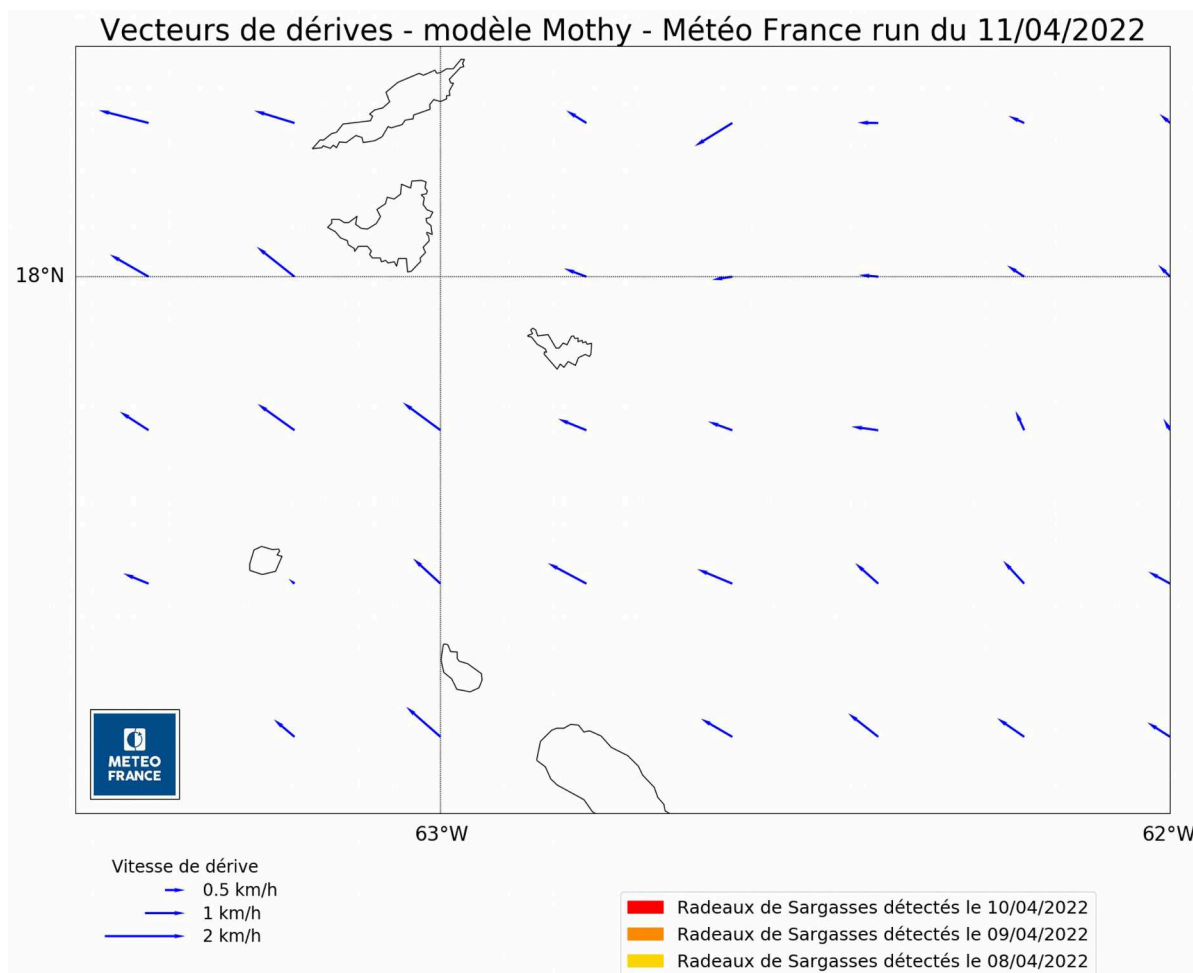 Vecteurs de dérives - modèle Mothy - Météo France run du 11/04/2022
18°N
METEO
FRANCE
63°W
62°W
Vitesse de dérive
0.5 km/h
1 km/h
2 km/h
Radeaux de Sargasses détectés le 10/04/2022
Radeaux de Sargasses détectés le 09/04/2022
Radeaux de Sargasses détectés le 08/04/2022